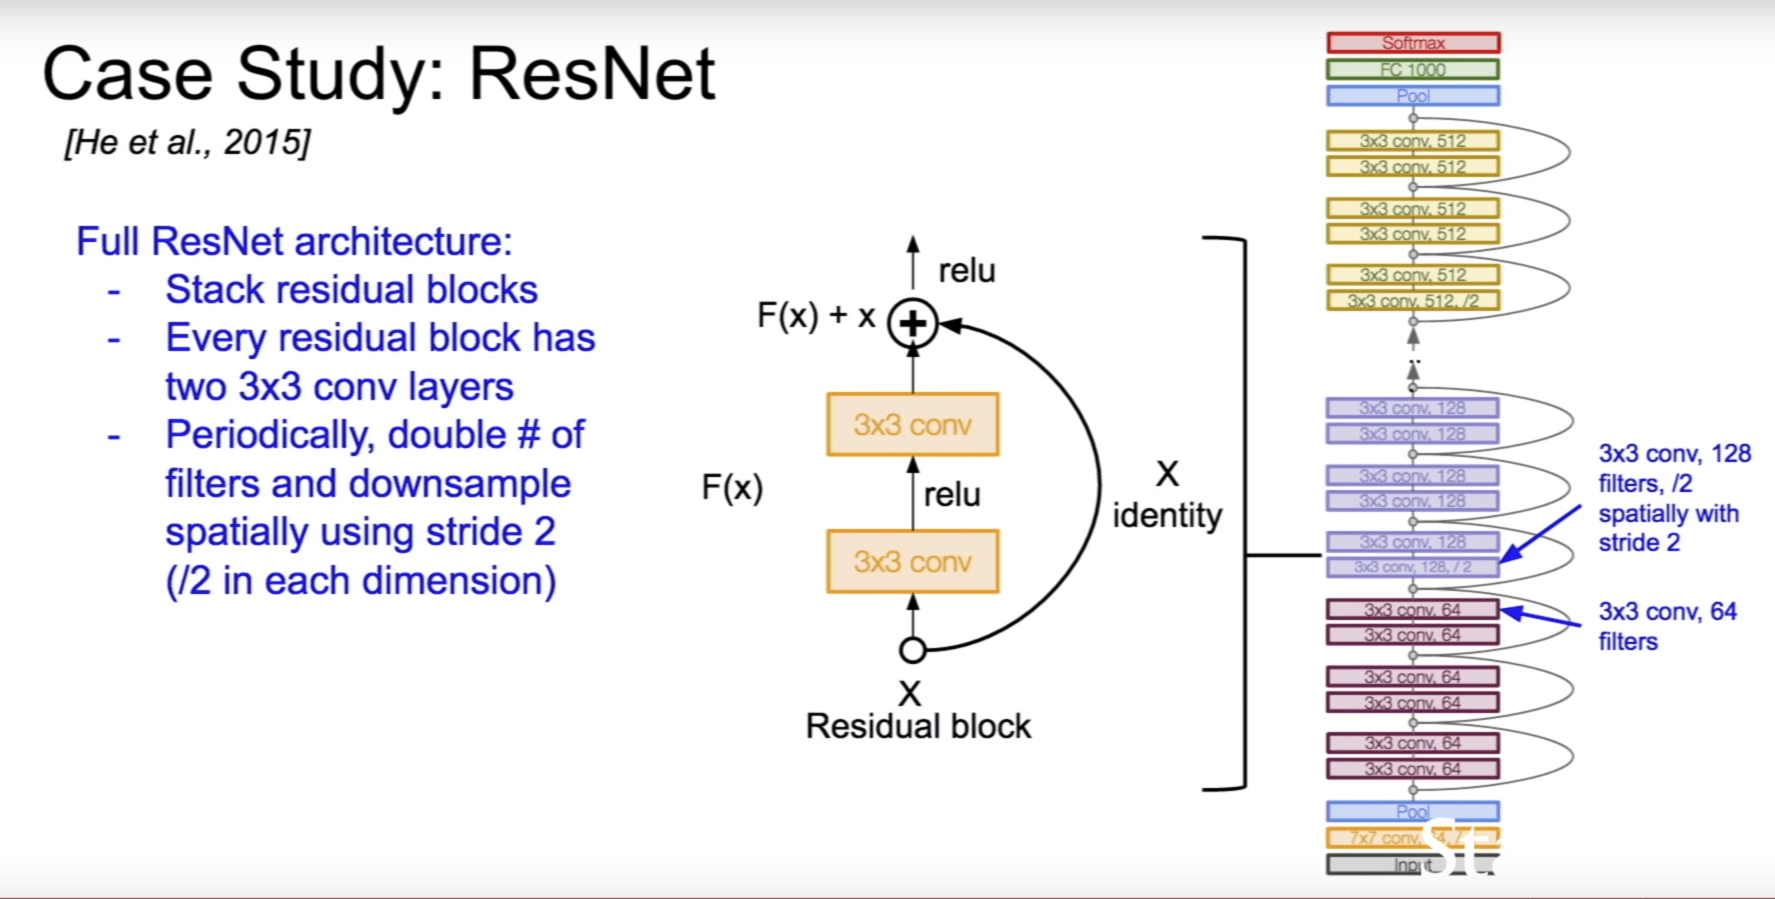 Case Study: ResNet
[He et al., 2015]
Full ResNet architecture:
- Stack residual blocks
- Every residual block has
two 3x3 conv layers
- Periodically, double # of
filters and downsample
spatially using stride 2
(/2 in each dimension)
relu
F(x) + x
+
3x3 conv
F(x)
relu
3x3 conv
X
identity
X
Residual block
Softmax
FC 1000
Pool
3x3 conv, 512
3x3 conv, 512
3x3 conv, 512
3x3 conv, 512
3x3 conv, 512
3x3 conv, 512, /2
..
3x3 conv, 128
3x3 conv, 128
3x3 conv, 128
3x3 conv, 128
3x3 conv, 128
3x3 conv, 128, / 2
3x3 conv, 64
3x3 conv, 64
3x3 conv, 64
3x3 conv, 64
3x3 conv, 64
3x3 conv, 64
Pool
7x7 conv,
Input
3x3 conv, 128
filters, /2
spatially with
stride 2
3x3 conv, 64
filters